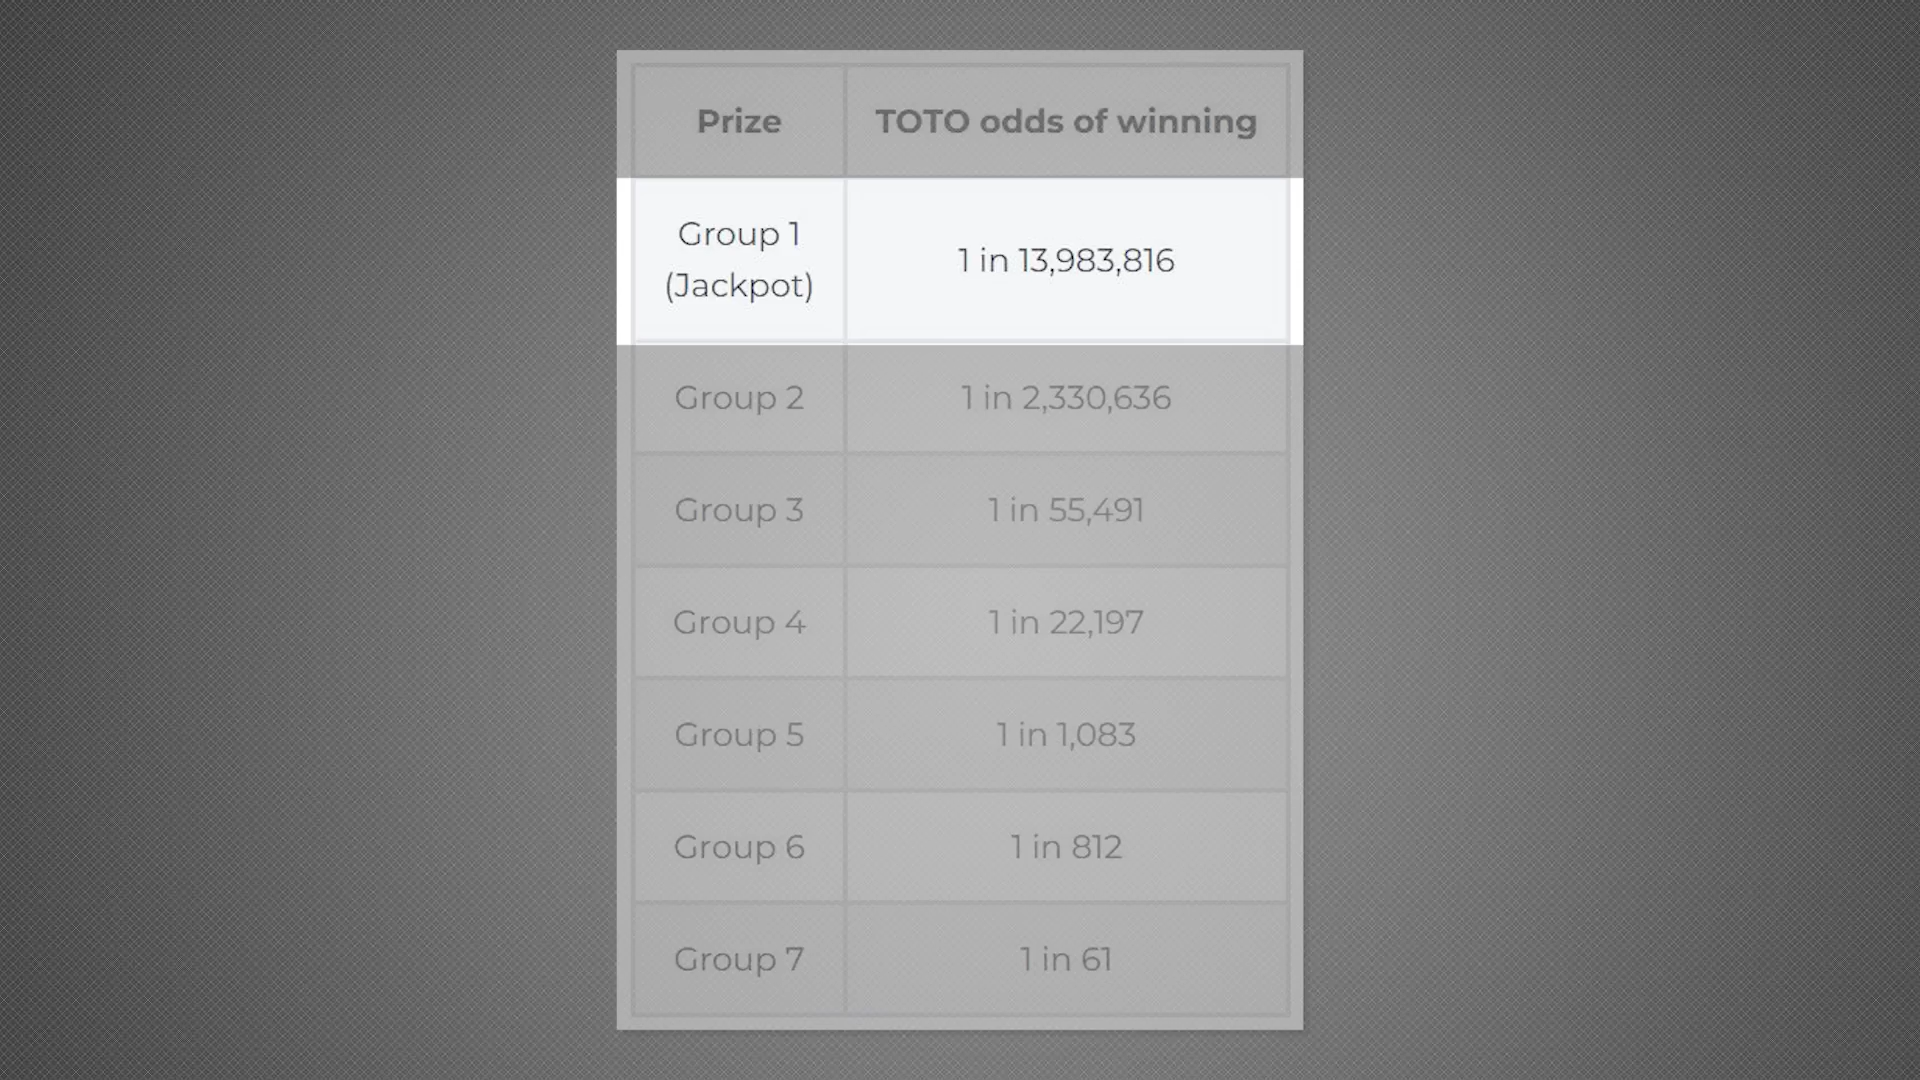 Prize TOTO odds of winning
Group 1
(Jackpot)
1 in 13,983,816
Group 2 1 in 2,330,636
Group 3 1 in 55,491
Group 4 1 in 22,197
Group 5 1 in 1,083
Group 6 1 in 812
Group 7 1 in 61